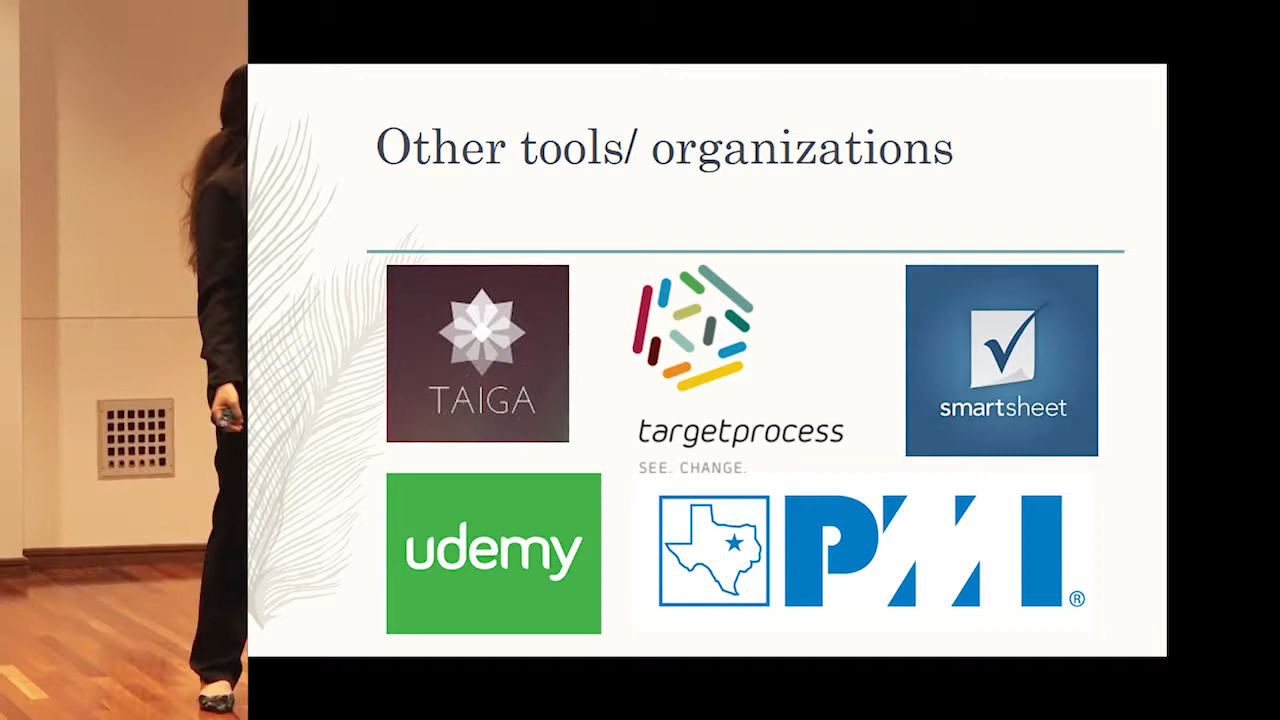 Other tools/ organizations
TAIGA
targetprocess
SEE. CHANGE.
smartsheet
udemy
PMI®